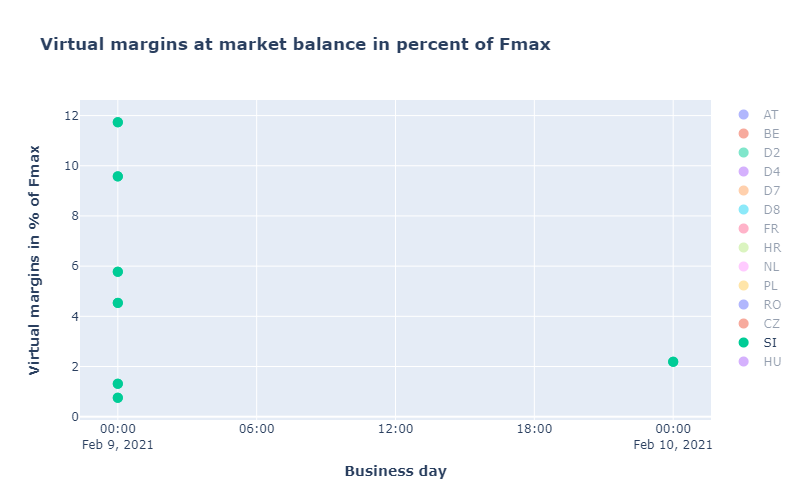 Virtual margins at market balance in percent of Fmax
Virtual margins in % of Fmax
12
10
8
6
4
2
0
00:00
Feb 9, 2021
06:00
12:00
18:00
00:00
Feb 10, 2021
Business day
AT
BE
D2
D4
D7
D8
FR
HR
NL
PL
RO
CZ
SI
HU